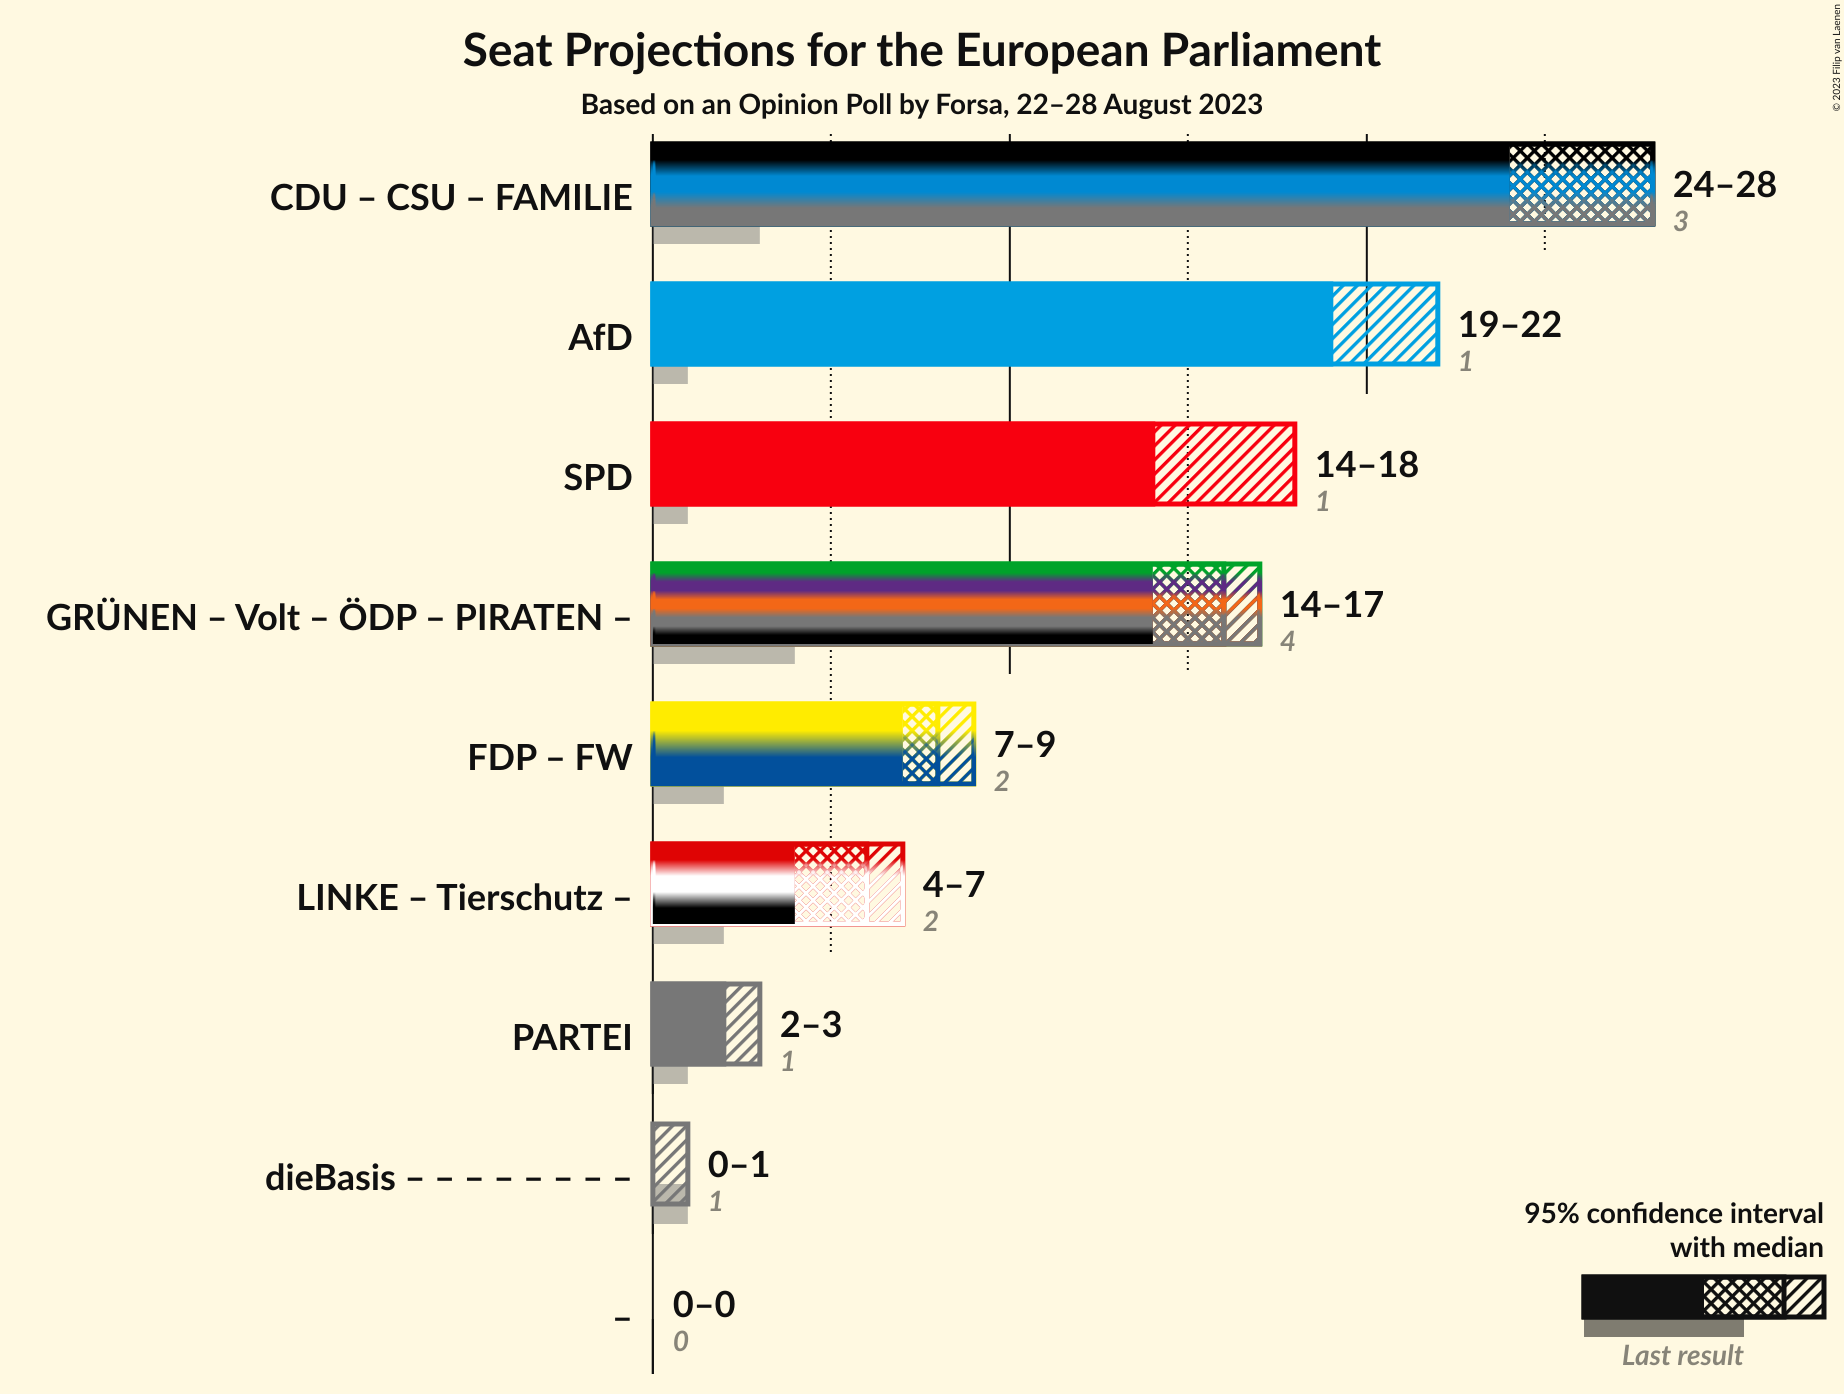 Seat Projections for the European Parliament
Based on an Opinion Poll by Forsa, 22–28 August 2023
© 2023 Filip van Laenen
CDU – CSU – FAMILIE
24–28
3
AfD
19–22
1
SPD
14–18
1
GRÜNEN – Volt – ÖDP – PIRATEN –
14–17
4
FDP – FW
7–9
2
LINKE – Tierschutz –
4–7
2
PARTEI
2–3
1
dieBasis – – – – – – – –
0–1
1
–
0–0
0
95% confidence interval
with median
Last result